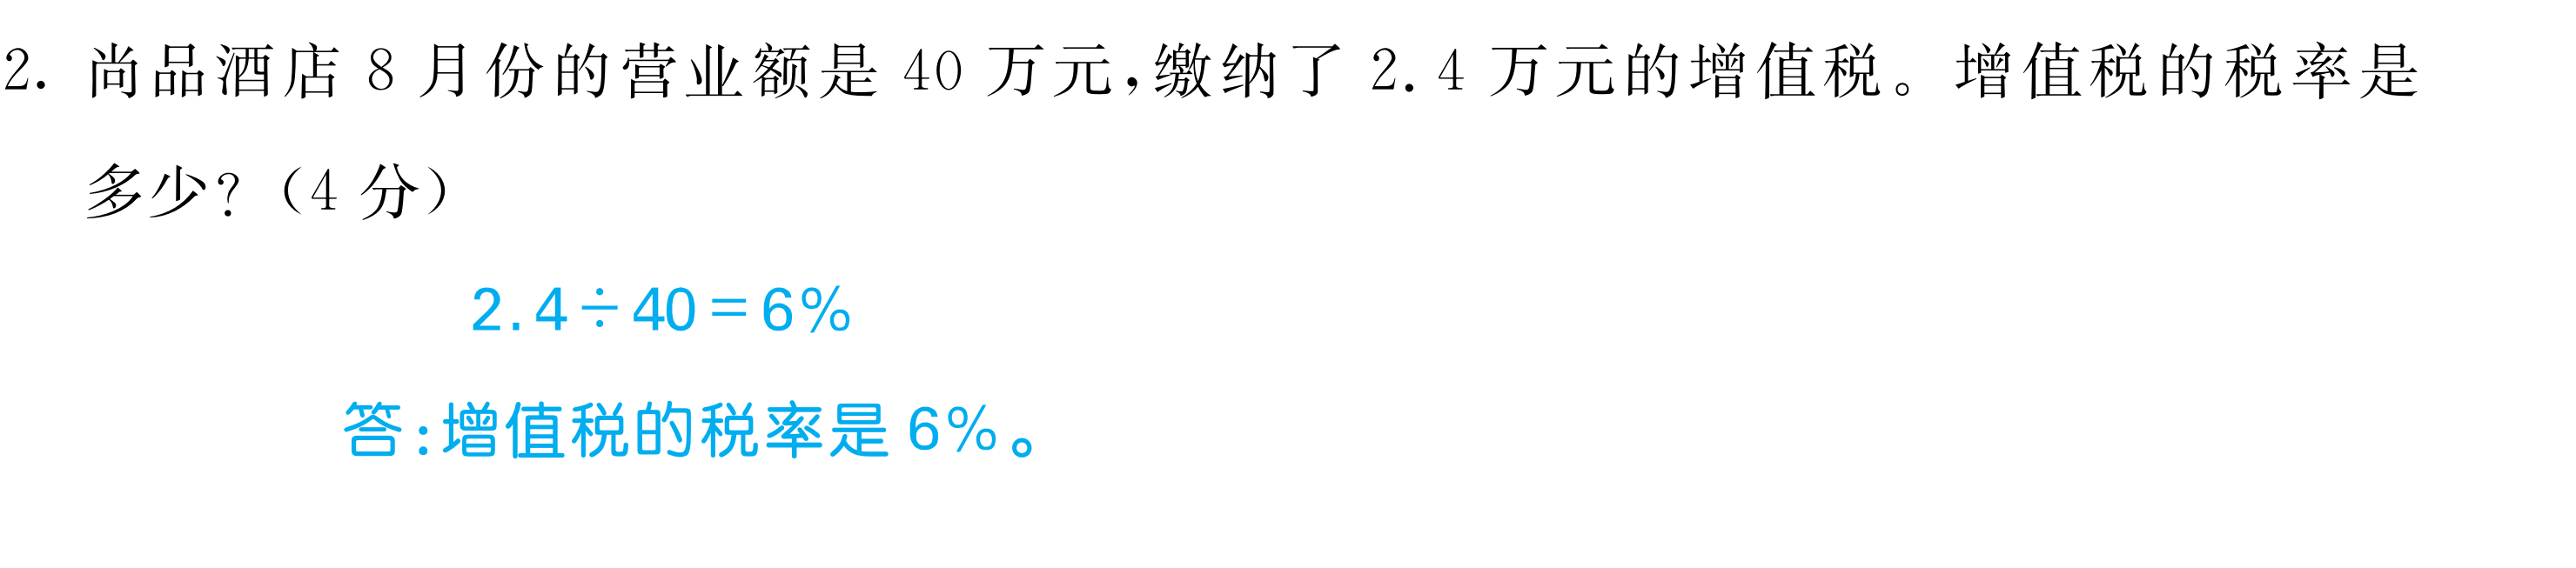 2. 尚品酒店 8 月份的营业额是 40 万元,缴纳了 2.4 万元的增值税。增值税的税率是
多少?(4 分)
2.4÷40=6%
答:增值税的税率是 6%。